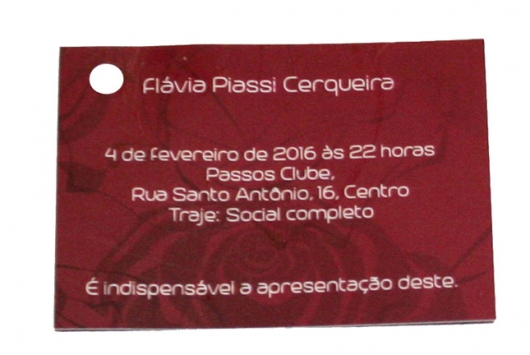 Flávia Piassi Cerqueira
4 de fevereiro de 2016 às 22 horas
Passos Clube,
Rua Santo Antônio, 16, Centro
Traje: Social completo
É indispensável a apresentação deste.